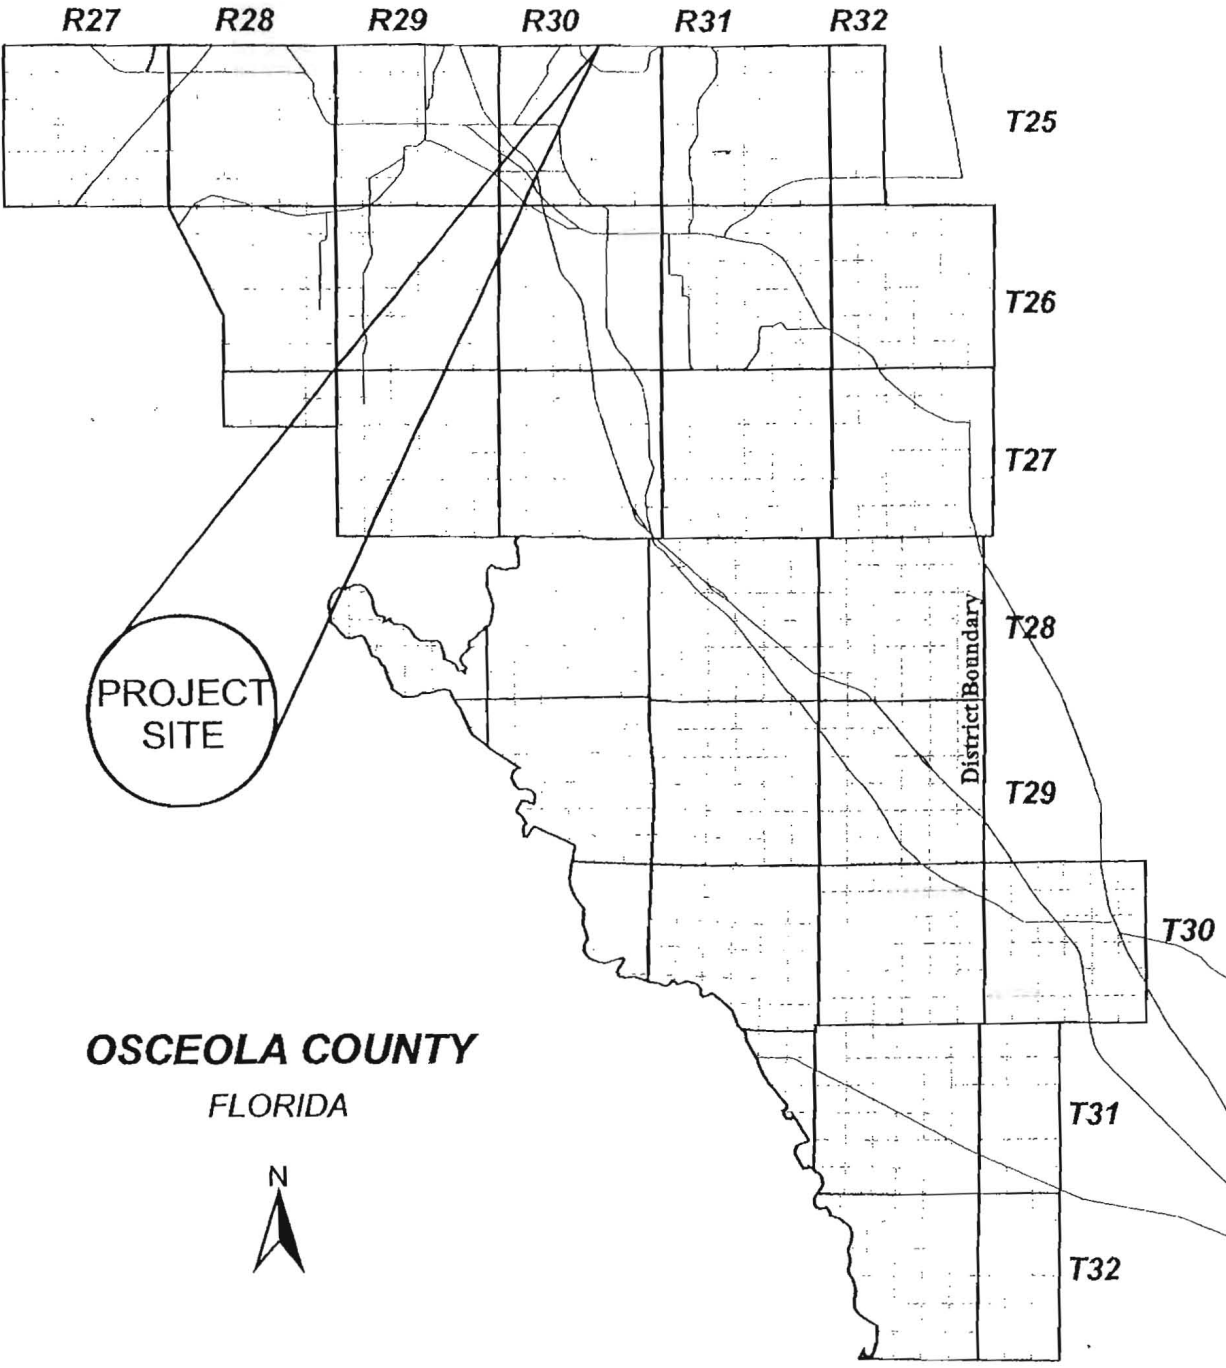 R27 R28 R29 R30 R31 R32
T25
T26
T27
T28
District Boundary
PROJECT
SITE
T29
T30
OSCEOLA COUNTY
FLORIDA
T31
N
T32